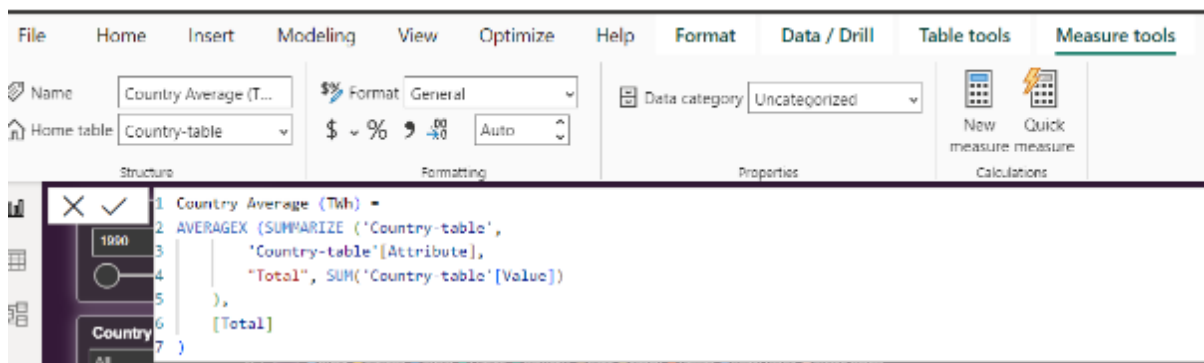 File Home Insert Modeling View Optimize Help Format Data / Drill Table tools Measure tools
Name Country Average (T... $% Format General Data category Uncategorized
Home table Country-table $ % Auto
New measure
Quick measure
Structure Formatting Properties Calculations
1 Country Average (TWh) =
2 AVERAGEX (SUMMARIZE ('Country-table',
3 'Country-table'[Attribute],
4 "Total", SUM('Country-table'[Value])
5 ),
6 [Total]
7 )
1990
Country
All